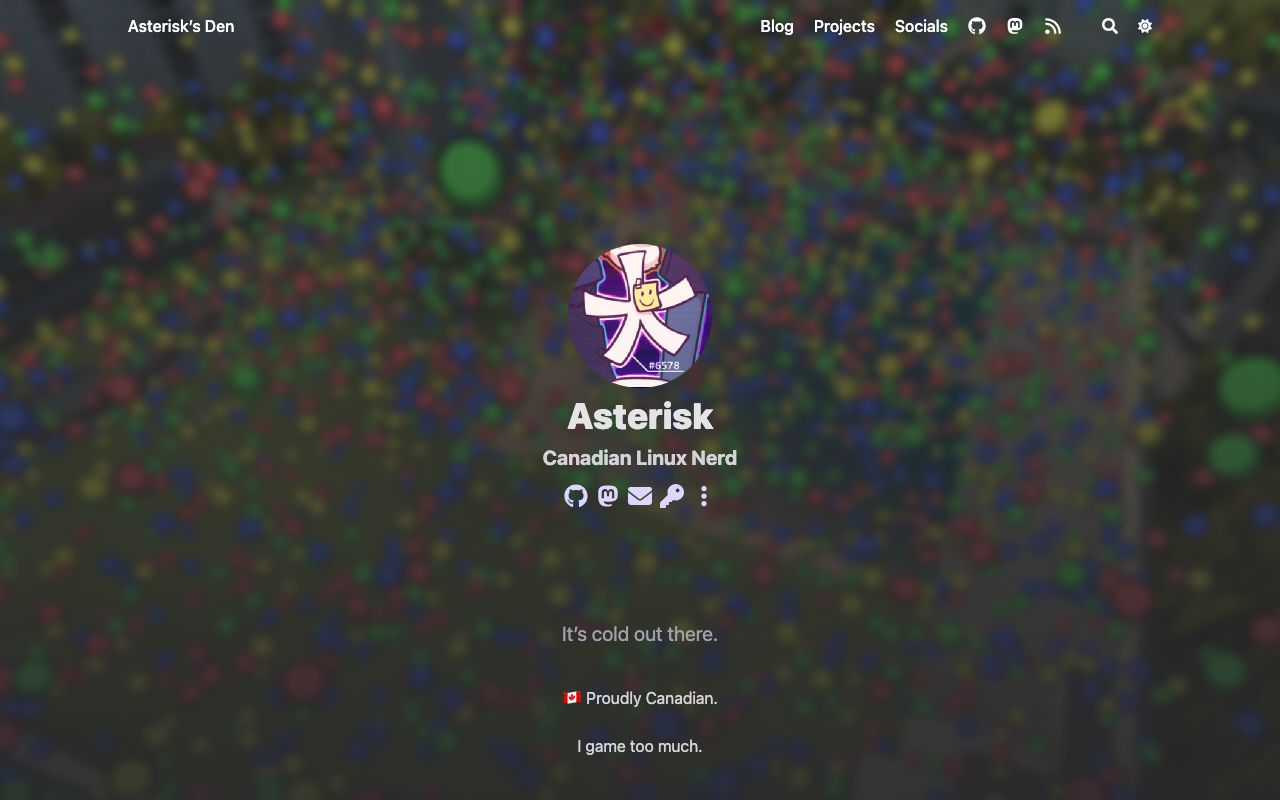 Asterisk’s Den
Blog Projects Socials
#6578
Asterisk
Canadian Linux Nerd
It’s cold out there.
🇨🇦 Proudly Canadian.
I game too much.